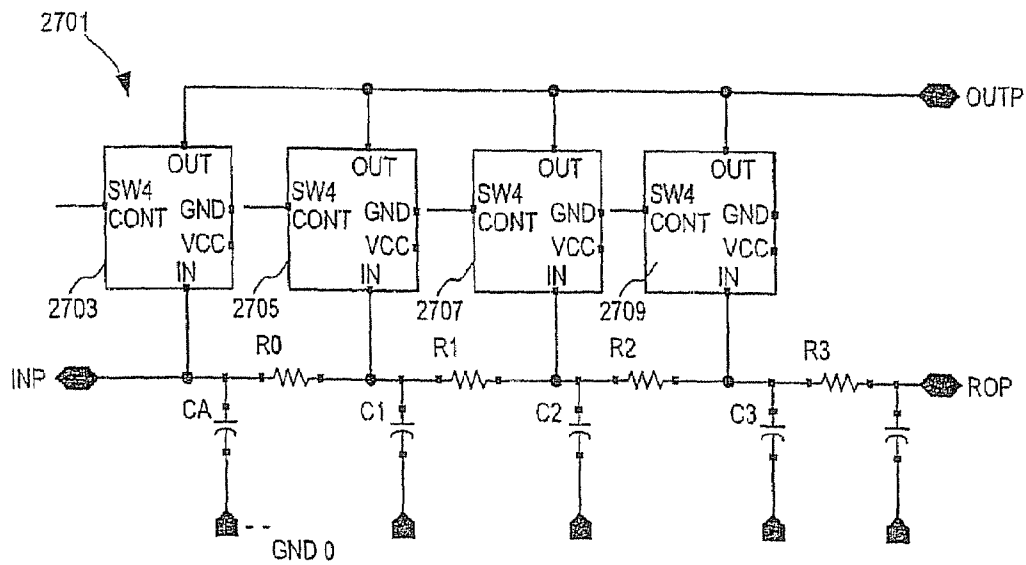 2701
OUTP
OUT OUT OUT OUT
SW4 CONT GND VCC IN
SW4 CONT GND VCC IN
SW4 CONT GND VCC IN
SW4 CONT GND VCC IN
2703 2705 2707 2709
R0 R1 R2 R3
INP ROP
CA C1 C2 C3
GND 0